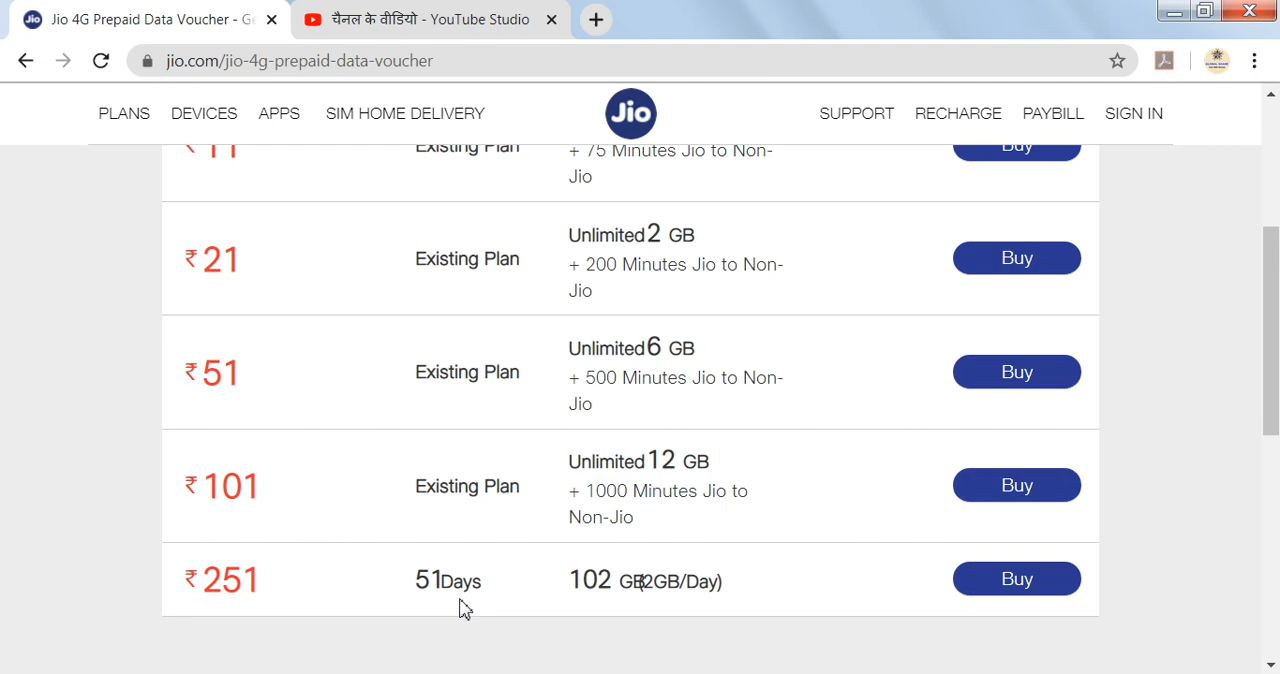 Jio
Jio 4G Prepaid Data Voucher - Ge
चैनल के वीडियो - YouTube Studio
jio.com/jio-4g-prepaid-data-voucher
PLANS DEVICES APPS SIM HOME DELIVERY Jio SUPPORT RECHARGE PAYBILL SIGN IN
₹ 11 Existing Plan + 75 Minutes Jio to Non- Buy
Jio
Unlimited 2 GB
₹ 21 Existing Plan + 200 Minutes Jio to Non- Buy
Jio
Unlimited 6 GB
₹ 51 Existing Plan + 500 Minutes Jio to Non- Buy
Jio
Unlimited 12 GB
₹ 101 Existing Plan + 1000 Minutes Jio to Buy
Non-Jio
₹ 251 51Days 102 GB(2GB/Day) Buy